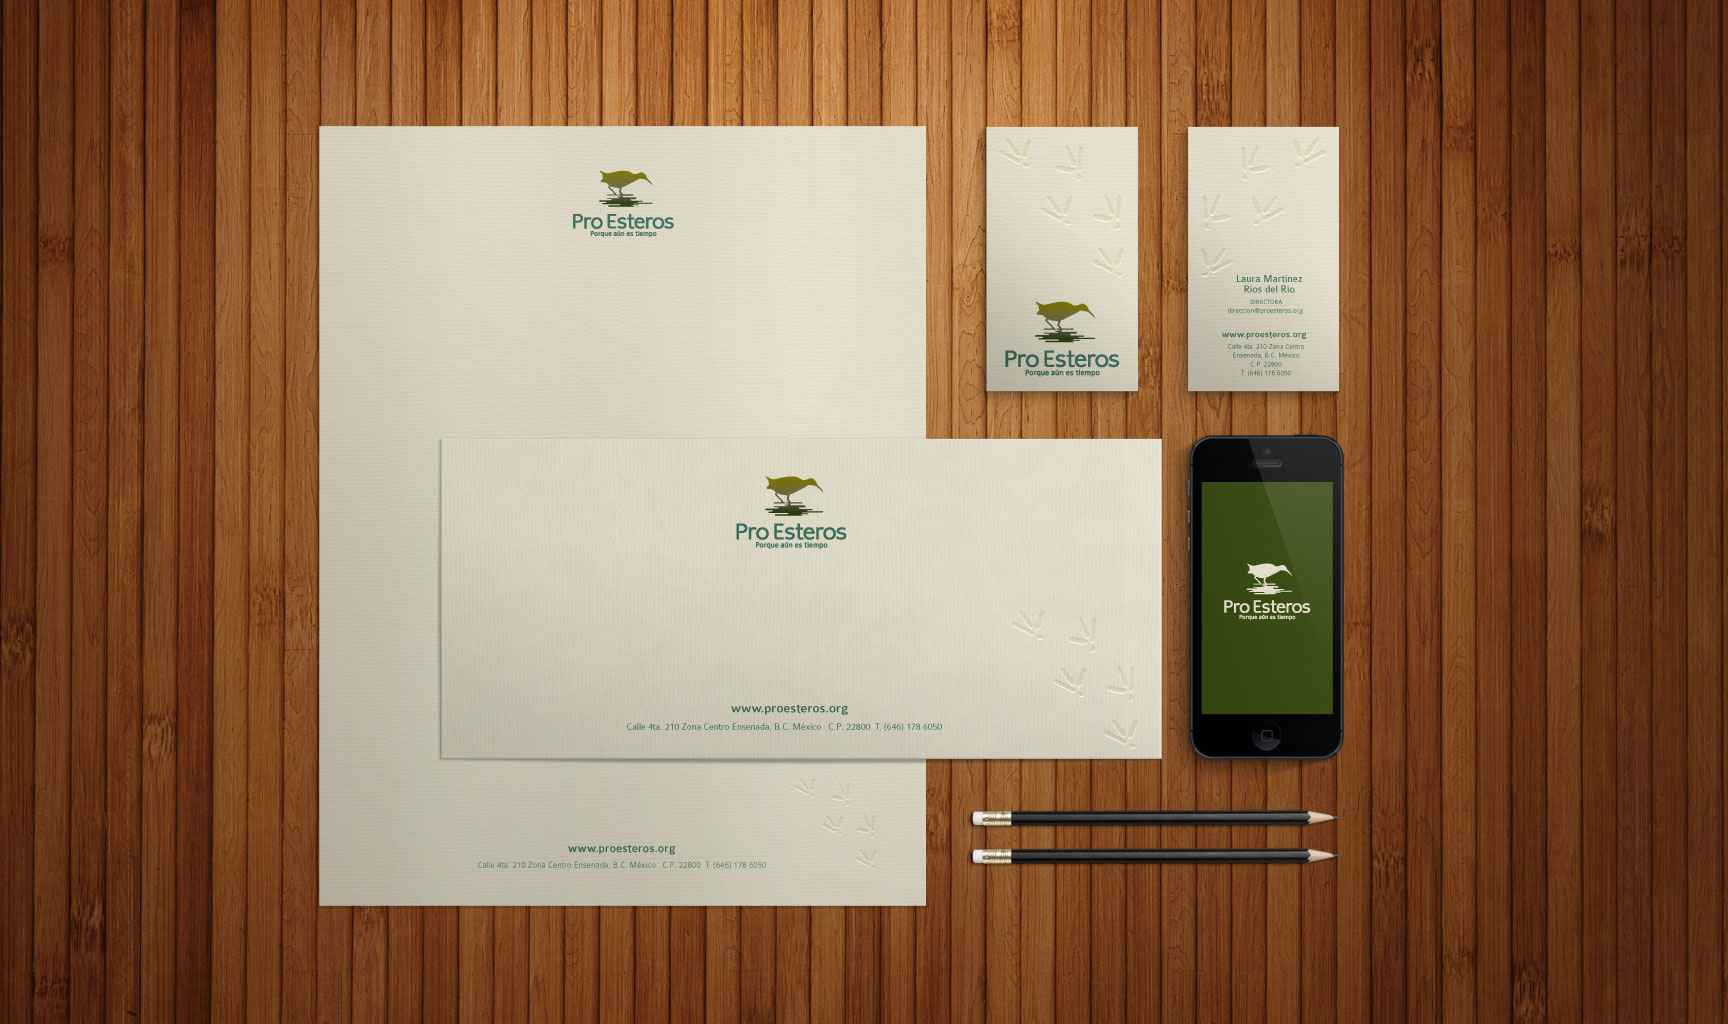 Pro Esteros
Porque aún es tiempo
www.proesteros.org
Calle 4ta. 210 Zona Centro Ensenada, B.C. México C.P. 22800 T. (646) 178 6050
Pro Esteros
Porque aún es tiempo
www.proesteros.org
Calle 4ta. 210 Zona Centro Ensenada, B.C. México C.P. 22800 T. (646) 178 6050
Pro Esteros
Porque aún es tiempo
Laura Martinez
Rios del Rio
DIRECTORA
direccion@proesteros.org
www.proesteros.org
Calle 4ta. 210 Zona Centro
Ensenada, B.C. México
C.P. 22800
T. (646) 178 6050
Pro Esteros
Porque aún es tiempo